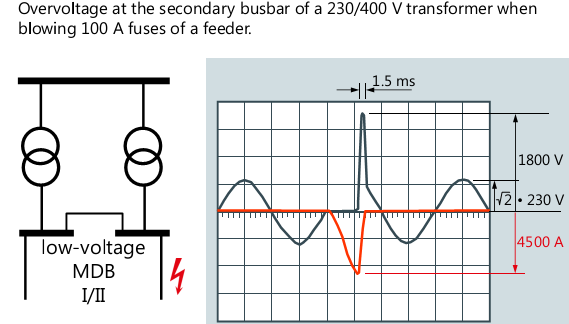 Overvoltage at the secondary busbar of a 230/400 V transformer when
blowing 100 A fuses of a feeder.
1.5 ms
1800 V
√2 • 230 V
4500 A
low-voltage
MDB
I/II